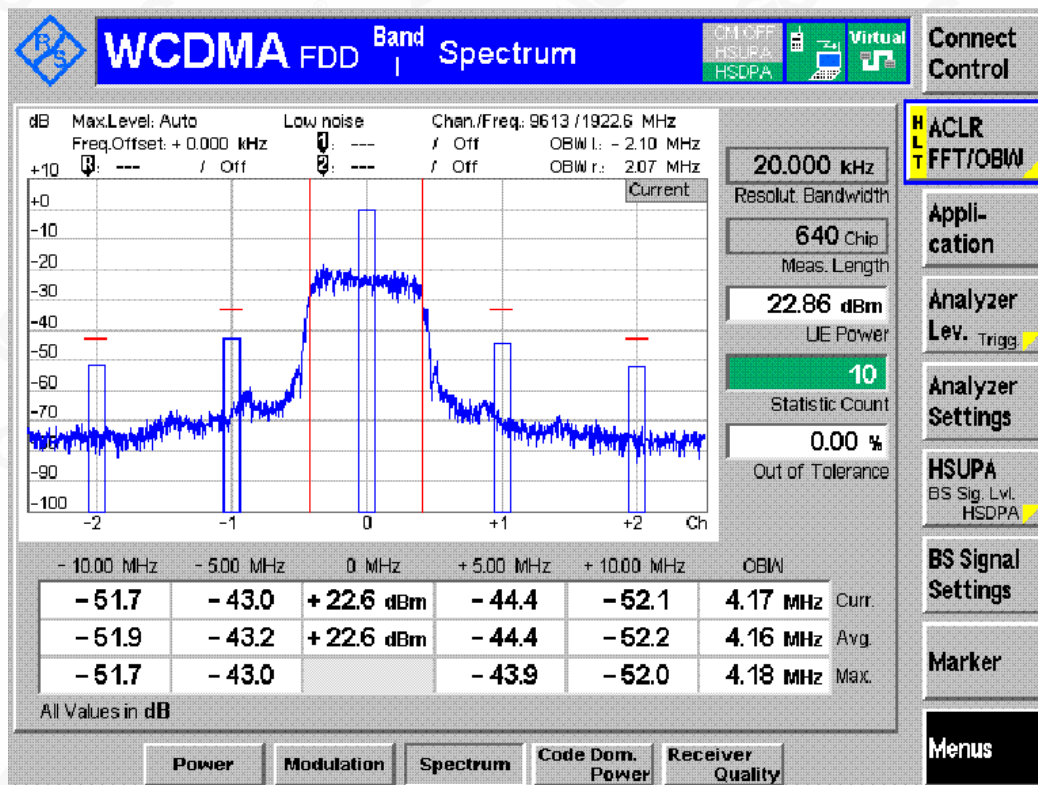 R S
WCDMA FDD Band I Spectrum
CM OFF
HSUPA
HSDPA
Virtual
Connect Control
dB Max.Level: Auto Low noise Chan./Freq.: 9613 / 1922.6 MHz
Freq.Offset: + 0.000 kHz 1: --- / Off OBW l.: - 2.10 MHz
R: --- / Off 2: --- / Off OBW r.: 2.07 MHz
Current
+10
+0
-10
-20
-30
-40
-50
-60
-70
-90
-100
-2 -1 0 +1 +2 Ch
20.000 kHz
Resolut. Bandwidth
640 Chip
Meas. Length
22.86 dBm
UE Power
10
Statistic Count
0.00 %
Out of Tolerance
- 10.00 MHz - 5.00 MHz 0 MHz + 5.00 MHz + 10.00 MHz OBW
- 51.7 - 43.0 + 22.6 dBm - 44.4 - 52.1 4.17 MHz Curr.
- 51.9 - 43.2 + 22.6 dBm - 44.4 - 52.2 4.16 MHz Avg.
- 51.7 - 43.0 - 43.9 - 52.0 4.18 MHz Max.
All Values in dB
HLT
ACLR
FFT/OBW
Appli-
cation
Analyzer
Lev. Trigg.
Analyzer
Settings
HSUPA
BS Sig. Lvl.
HSDPA
BS Signal
Settings
Marker
Menus
Power
Modulation
Spectrum
Code Dom.
Power
Receiver
Quality